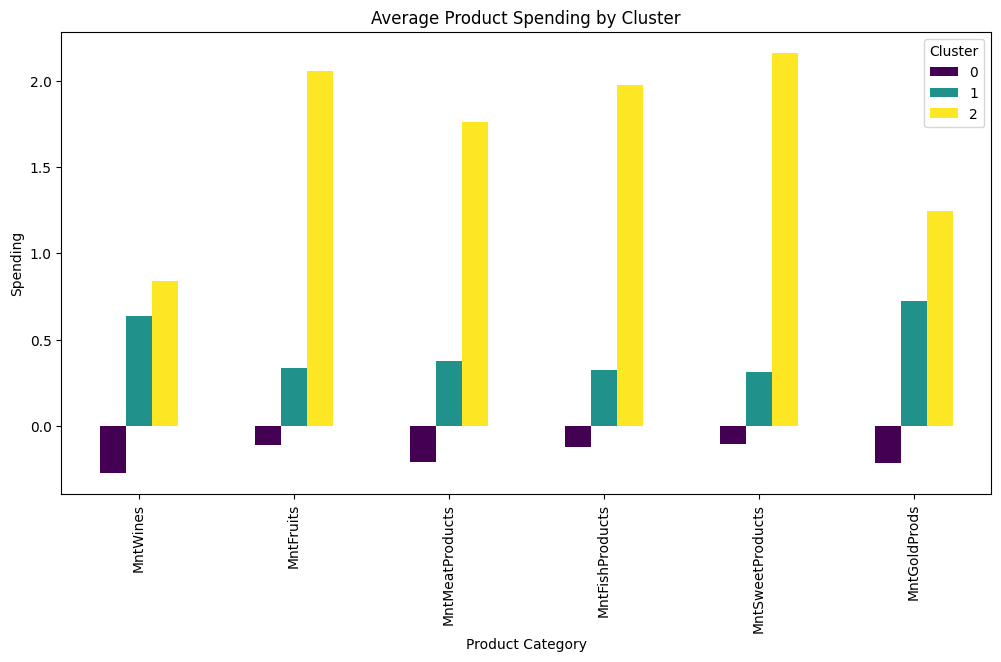 Average Product Spending by Cluster
Cluster
0
1
2
2.0
1.5
1.0
0.5
0.0
Spending
MntWines
MntFruits
MntMeatProducts
MntFishProducts
MntSweetProducts
MntGoldProds
Product Category